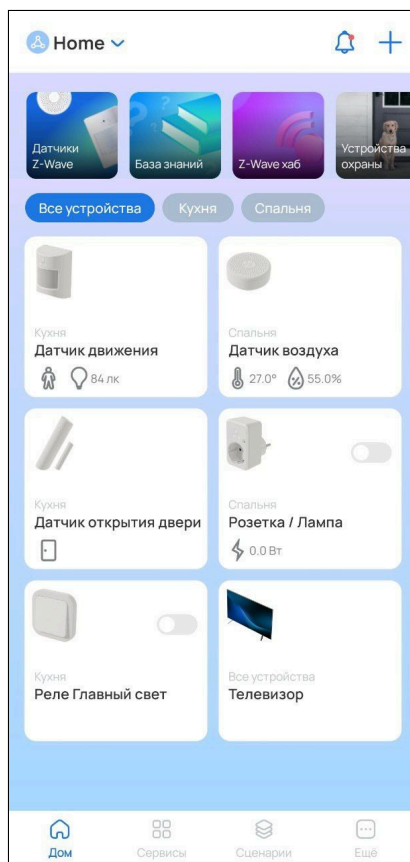 Home
Датчики
Z-Wave
База знаний
Z-Wave хаб
Устройства
охраны
Все устройства
Кухня
Спальня
Кухня
Датчик движения
84 лк
Спальня
Датчик воздуха
27.0°
55.0%
Кухня
Датчик открытия двери
Спальня
Розетка / Лампа
0.0 Вт
Кухня
Реле Главный свет
Все устройства
Телевизор
Дом
Сервисы
Сценарии
Ещё